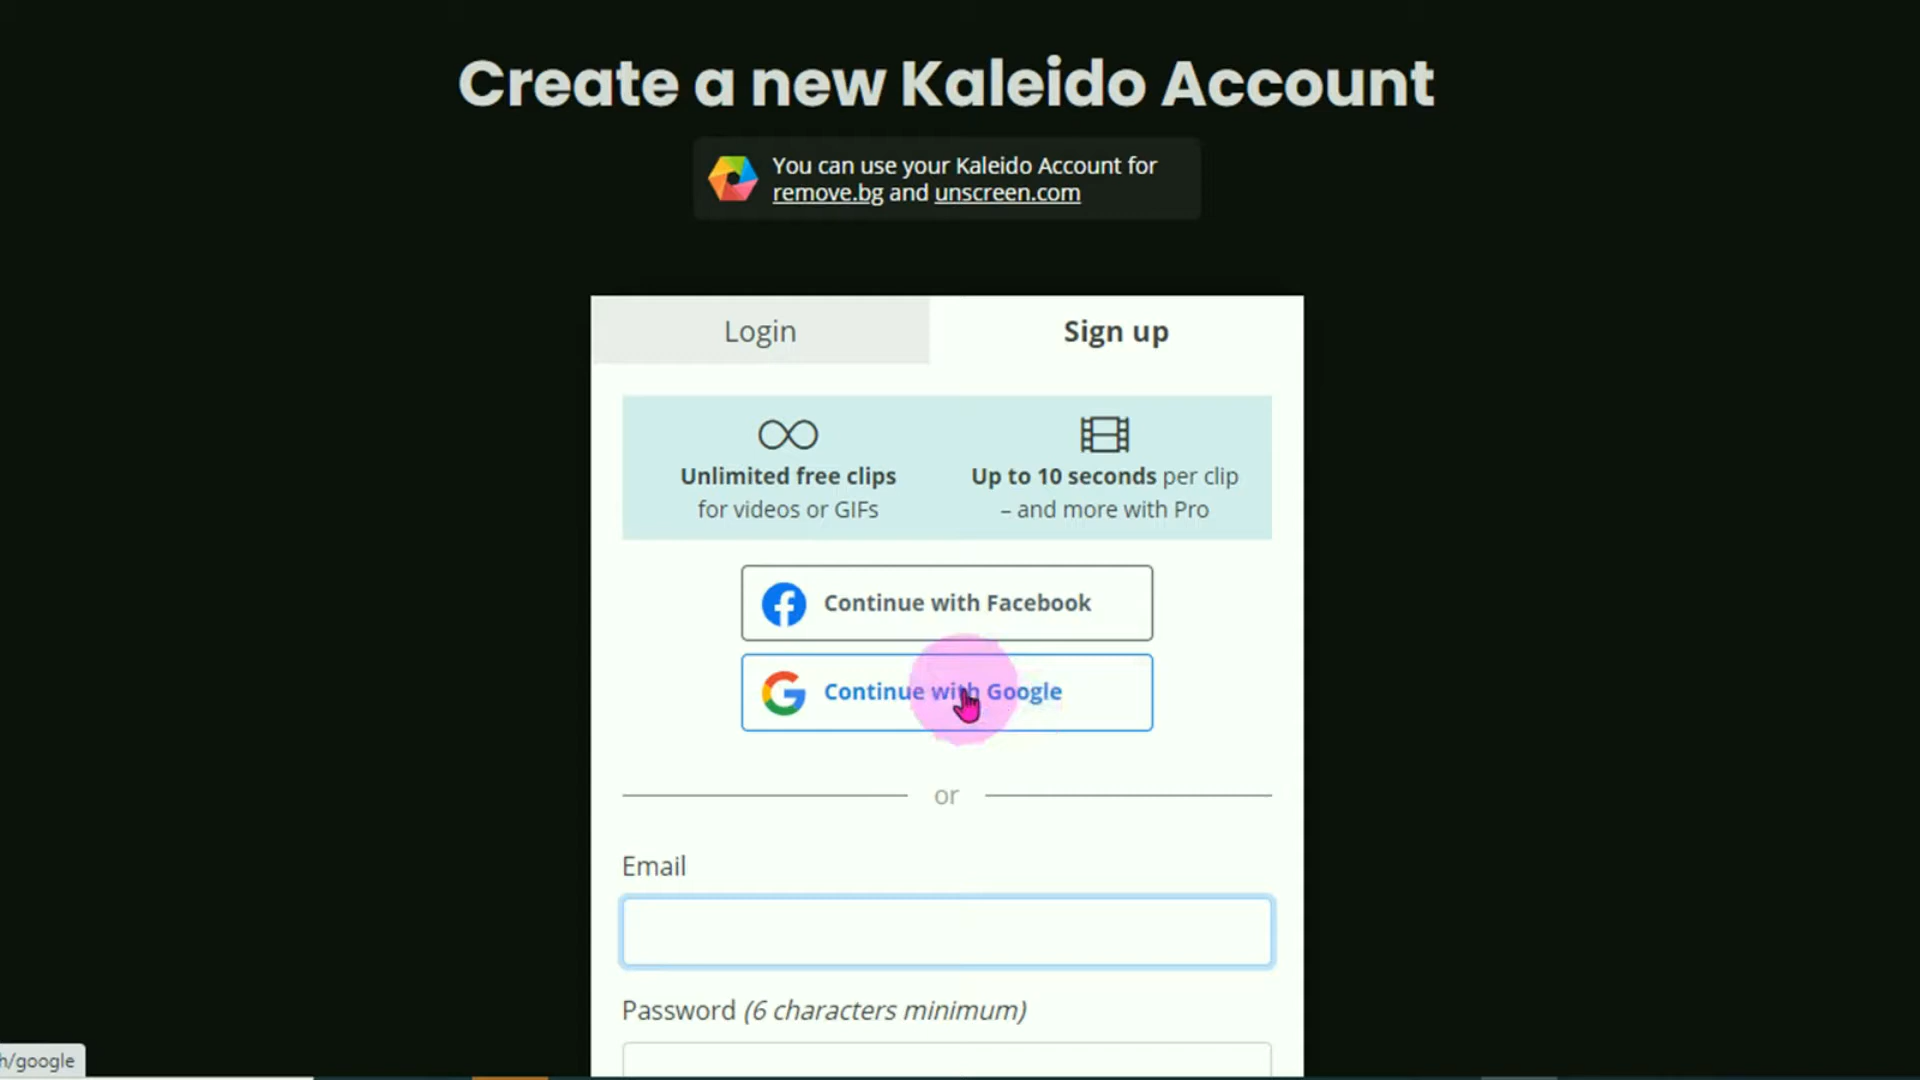 Create a new Kaleido Account
You can use your Kaleido Account for
remove.bg and unscreen.com
Login
Sign up
Unlimited free clips
for videos or GIFs
Up to 10 seconds per clip
– and more with Pro
Continue with Facebook
Continue with Google
or
Email
Password (6 characters minimum)
h/google